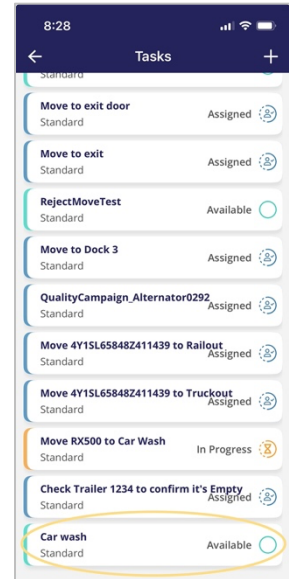 8:28
Tasks
Standard
Move to exit door
Assigned
Standard
Move to exit
Assigned
Standard
RejectMoveTest
Available
Standard
Move to Dock 3
Assigned
Standard
QualityCampaign_Alternator0292
Assigned
Standard
Move 4Y1SL65848Z411439 to Railout
Assigned
Standard
Move 4Y1SL65848Z411439 to Truckout
Assigned
Standard
Move RX500 to Car Wash
In Progress
Standard
Check Trailer 1234 to confirm it's Empty
Assigned
Standard
Car wash
Available
Standard